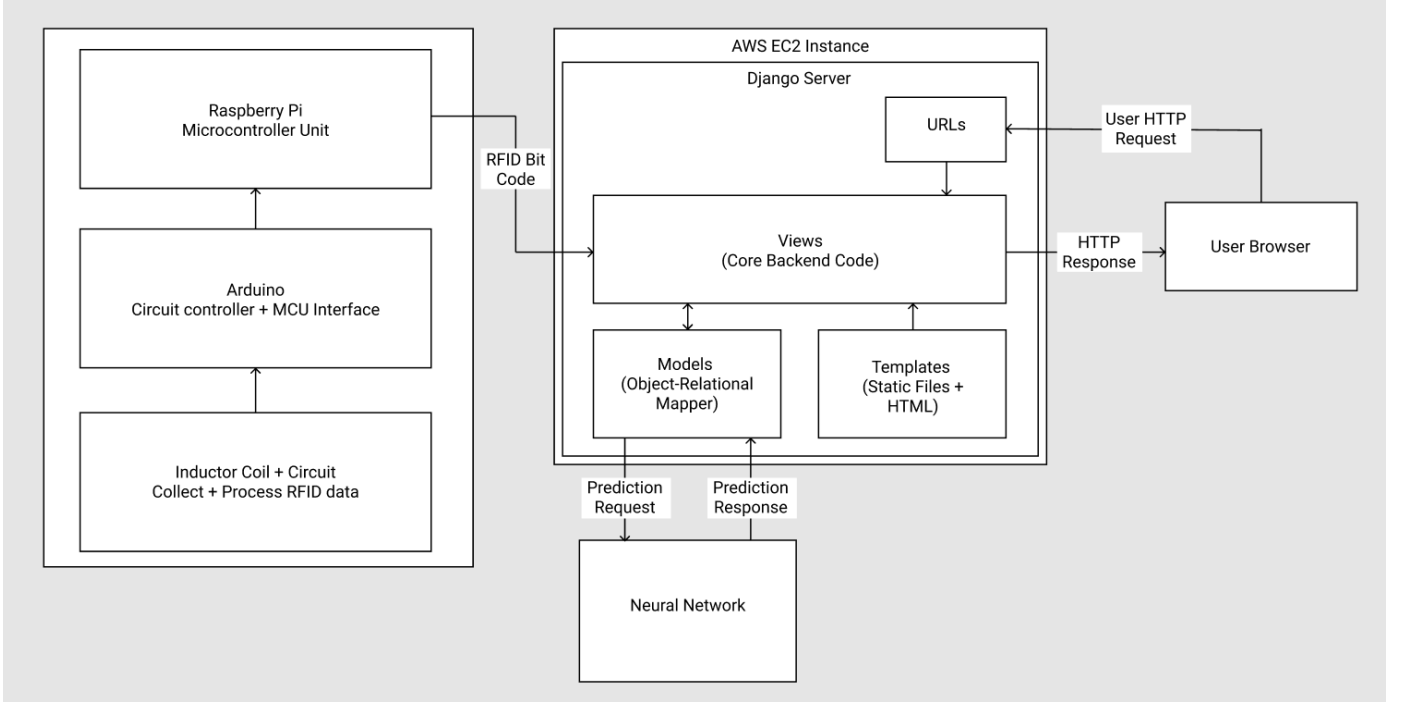 Raspberry Pi
Microcontroller Unit
Arduino
Circuit controller + MCU Interface
Inductor Coil + Circuit
Collect + Process RFID data
RFID Bit
Code
AWS EC2 Instance
Django Server
URLs
Views
(Core Backend Code)
Models
(Object-Relational
Mapper)
Templates
(Static Files +
HTML)
User HTTP
Request
HTTP
Response
User Browser
Prediction
Request
Prediction
Response
Neural Network